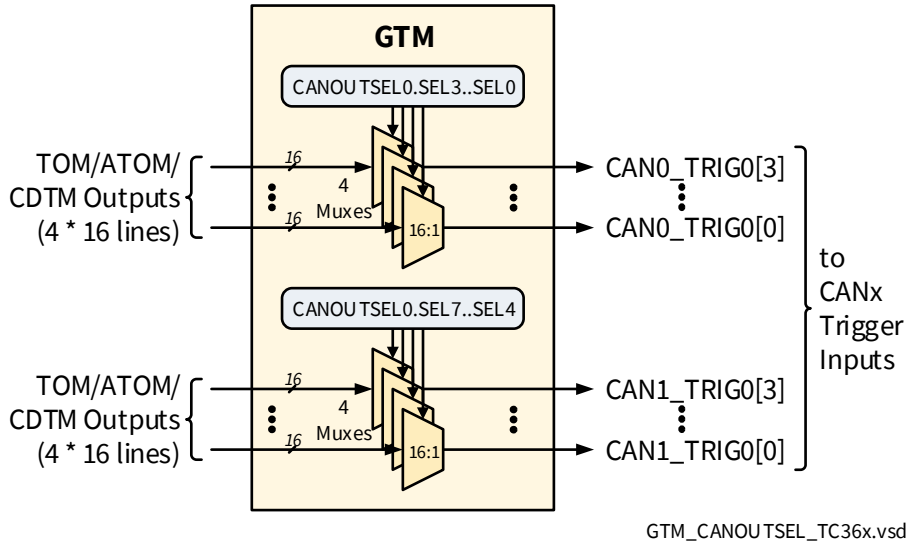 GTM
CANOUTSEL0.SEL3..SEL0
TOM/ATOM/
CDTM Outputs
(4 * 16 lines)
16
16
4
Muxes
16:1
CAN0_TRIG0[3]
CAN0_TRIG0[0]
CANOUTSEL0.SEL7..SEL4
TOM/ATOM/
CDTM Outputs
(4 * 16 lines)
16
16
4
Muxes
16:1
CAN1_TRIG0[3]
CAN1_TRIG0[0]
to
CANx
Trigger
Inputs
GTM_CANOUTSEL_TC36x.vsd